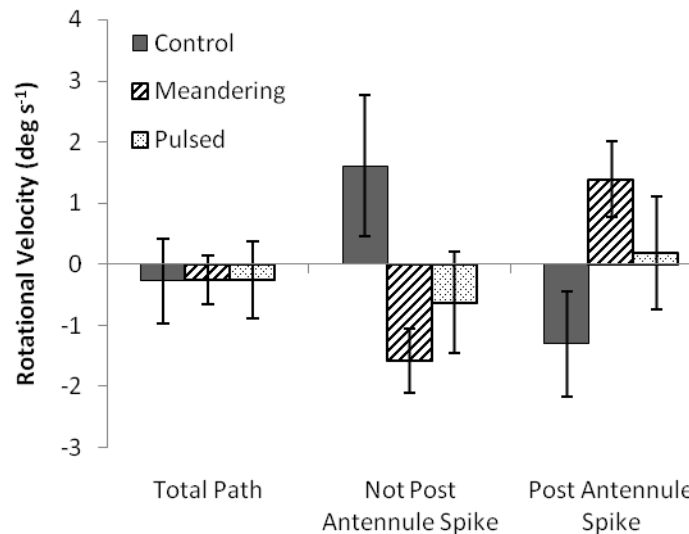 4
3
2
1
0
-1
-2
-3
Rotational Velocity (deg s-1)
Control
Meandering
Pulsed
Total Path
Not Post
Antennule Spike
Post Antennule
Spike